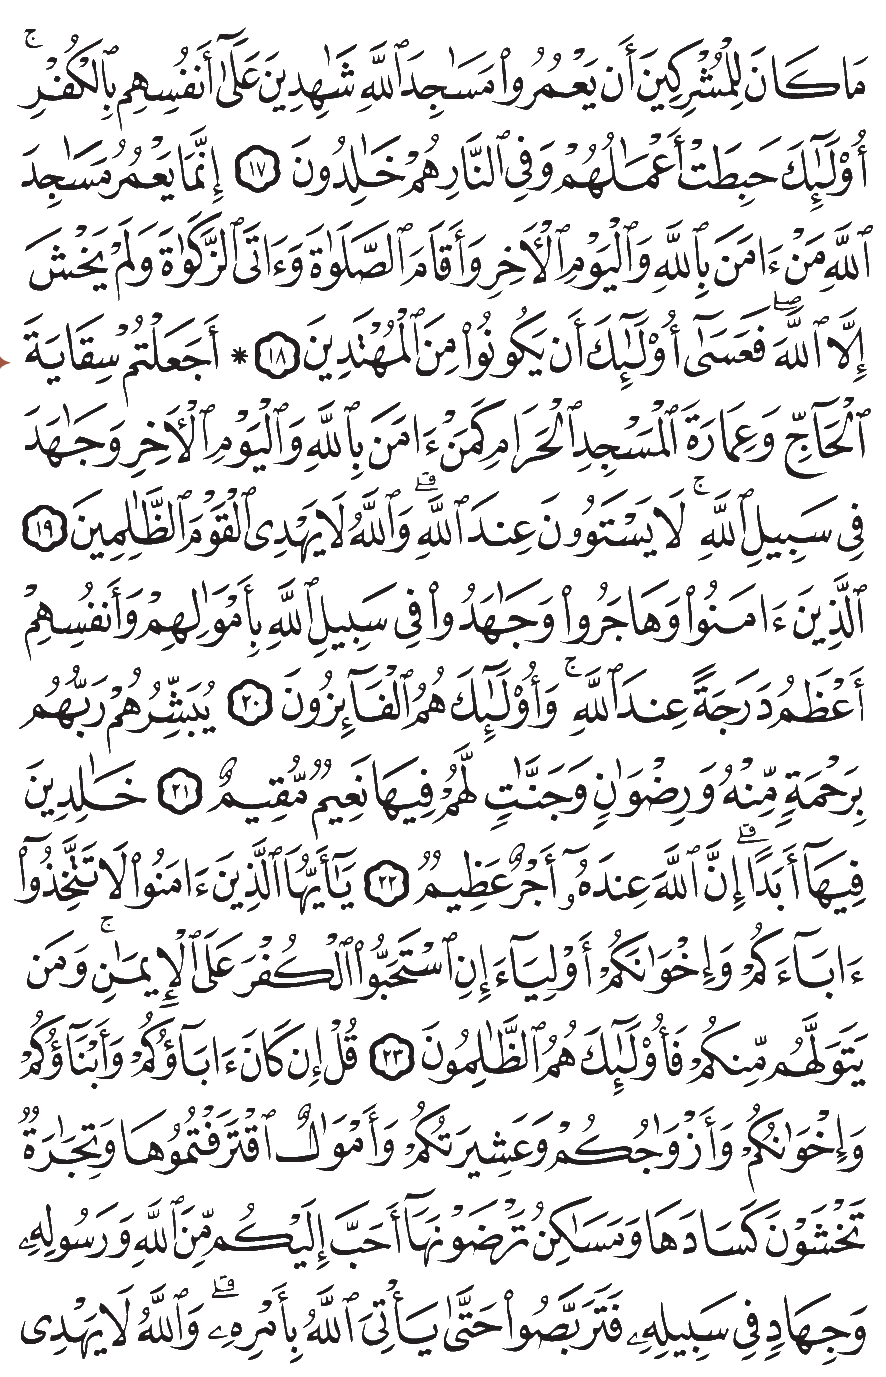 مَا كَانَ لِلْمُشْرِكِينَ أَن يَعْمُرُوا۟ مَسَـٰجِدَ ٱللَّهِ شَـٰهِدِينَ عَلَىٰٓ أَنفُسِهِم بِٱلْكُفْرِ ۚ
أُو۟لَـٰٓئِكَ حَبِطَتْ أَعْمَـٰلُهُمْ وَفِى ٱلنَّارِ هُمْ خَـٰلِدُونَ ١٧ إِنَّمَا يَعْمُرُ مَسَـٰجِدَ
ٱللَّهِ مَنْ ءَامَنَ بِٱللَّهِ وَٱلْيَوْمِ ٱلْـَٔاخِرِ وَأَقَامَ ٱلصَّلَوٰةَ وَءَاتَى ٱلزَّكَوٰةَ وَلَمْ يَخْشَ
إِلَّا ٱللَّهَ ۖ فَعَسَىٰٓ أُو۟لَـٰٓئِكَ أَن يَكُونُوا۟ مِنَ ٱلْمُهْتَدِينَ ١٨ * أَجَعَلْتُمْ سِقَايَةَ
ٱلْحَآجِّ وَعِمَارَةَ ٱلْمَسْجِدِ ٱلْحَرَامِ كَمَنْ ءَامَنَ بِٱللَّهِ وَٱلْيَوْمِ ٱلْـَٔاخِرِ وَجَـٰهَدَ
فِى سَبِيلِ ٱللَّهِ ۚ لَا يَسْتَوُۥنَ عِندَ ٱللَّهِ ۗ وَٱللَّهُ لَا يَهْدِى ٱلْقَوْمَ ٱلظَّـٰلِمِينَ ١٩
ٱلَّذِينَ ءَامَنُوا۟ وَهَاجَرُوا۟ وَجَـٰهَدُوا۟ فِى سَبِيلِ ٱللَّهِ بِأَمْوَٰلِهِمْ وَأَنفُسِهِمْ
أَعْظَمُ دَرَجَةً عِندَ ٱللَّهِ ۚ وَأُو۟لَـٰٓئِكَ هُمُ ٱلْفَآئِزُونَ ٢٠ يُبَشِّرُهُمْ رَبُّهُم
بِرَحْمَةٍ مِّنْهُ وَرِضْوَٰنٍ وَجَنَّـٰتٍ لَّهُمْ فِيهَا نَعِيمٌ مُّقِيمٌ ٢١ خَـٰلِدِينَ
فِيهَآ أَبَدًا ۚ إِنَّ ٱللَّهَ عِندَهُۥٓ أَجْرٌ عَظِيمٌ ٢٢ يَـٰٓأَيُّهَا ٱلَّذِينَ ءَامَنُوا۟ لَا تَتَّخِذُوٓا۟
ءَابَآءَكُمْ وَإِخْوَٰنَكُمْ أَوْلِيَآءَ إِنِ ٱسْتَحَبُّوا۟ ٱلْكُفْرَ عَلَى ٱلْإِيمَـٰنِ ۚ وَمَن
يَتَوَلَّهُم مِّنكُمْ فَأُو۟لَـٰٓئِكَ هُمُ ٱلظَّـٰلِمُونَ ٢٣ قُلْ إِن كَانَ ءَابَآؤُكُمْ وَأَبْنَآؤُكُمْ
وَإِخْوَٰنُكُمْ وَأَزْوَٰجُكُمْ وَعَشِيرَتُكُمْ وَأَمْوَٰلٌ ٱقْتَرَفْتُمُوهَا وَتِجَـٰرَةٌ
تَخْشَوْنَ كَسَادَهَا وَمَسَـٰكِنُ تَرْضَوْنَهَآ أَحَبَّ إِلَيْكُم مِّنَ ٱللَّهِ وَرَسُولِهِۦ
وَجِهَادٍ فِى سَبِيلِهِۦ فَتَرَبَّصُوا۟ حَتَّىٰ يَأْتِىَ ٱللَّهُ بِأَمْرِهِۦ ۗ وَٱللَّهُ لَا يَهْدِى